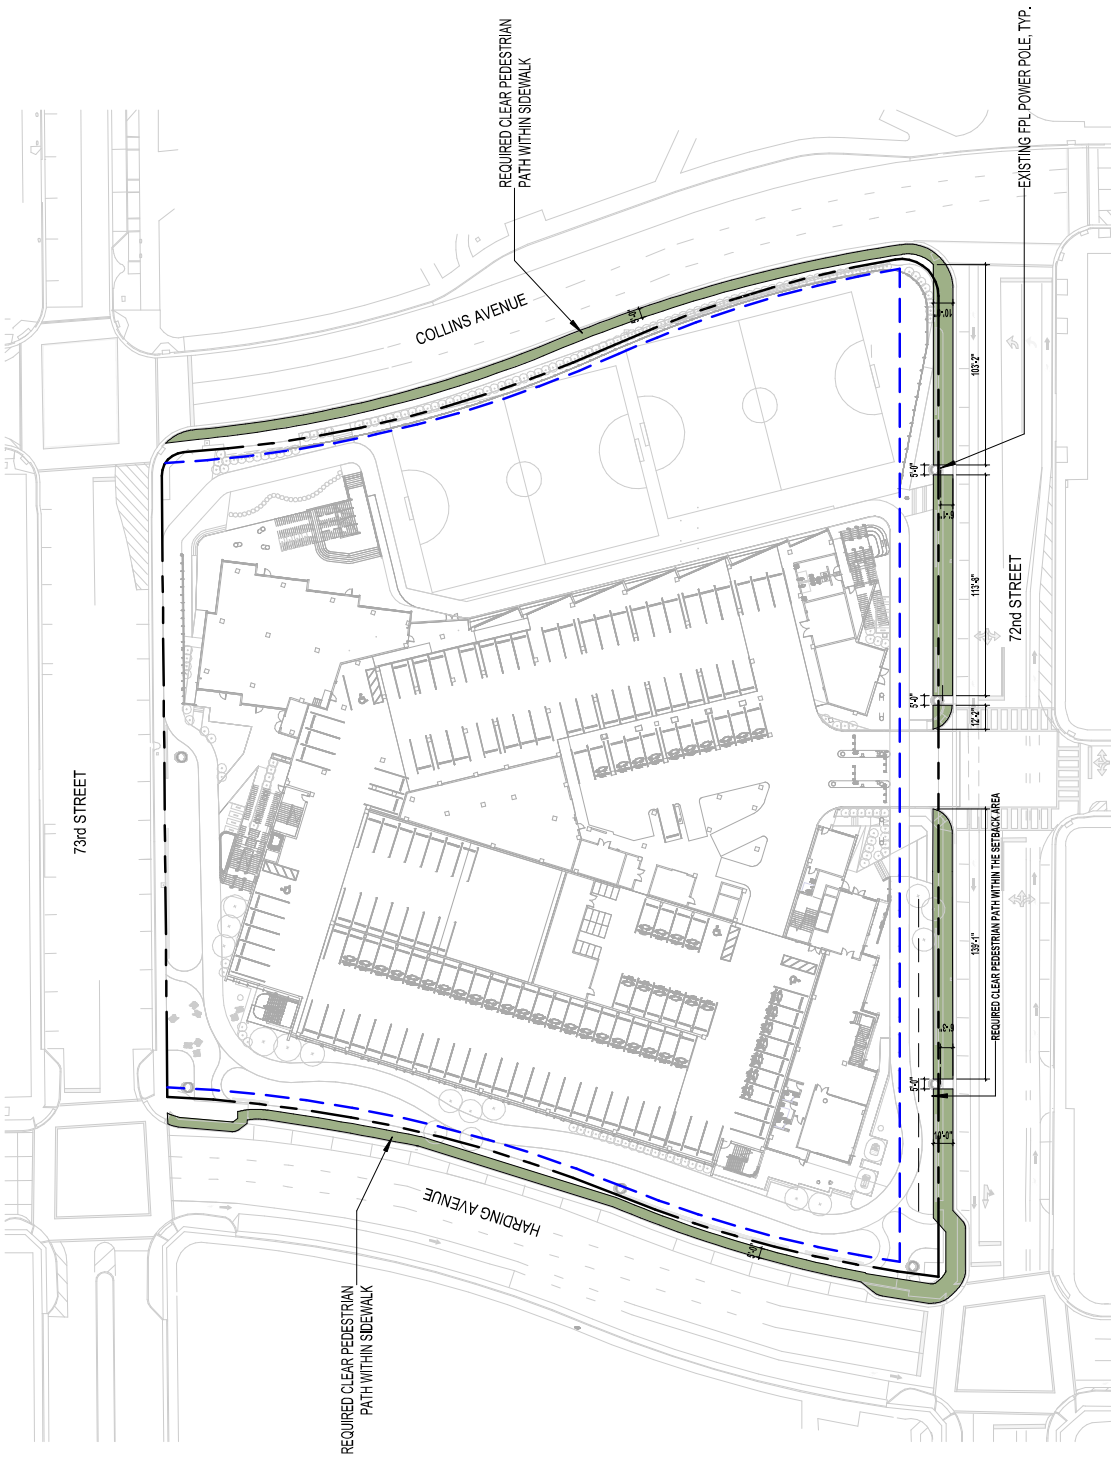 REQUIRED CLEAR PEDESTRIAN
PATH WITHIN SIDEWALK
EXISTING FPL POWER POLE, TYP.
COLLINS AVENUE
103'-2"
5'-0"
113'-8"
72nd STREET
5'-0"
12'-2"
73rd STREET
REQUIRED CLEAR PEDESTRIAN PATH WITHIN THE SETBACK AREA
139'-1"
5'-0"
10'-0"
HARDING AVENUE
5'-0"
REQUIRED CLEAR PEDESTRIAN
PATH WITHIN SIDEWALK